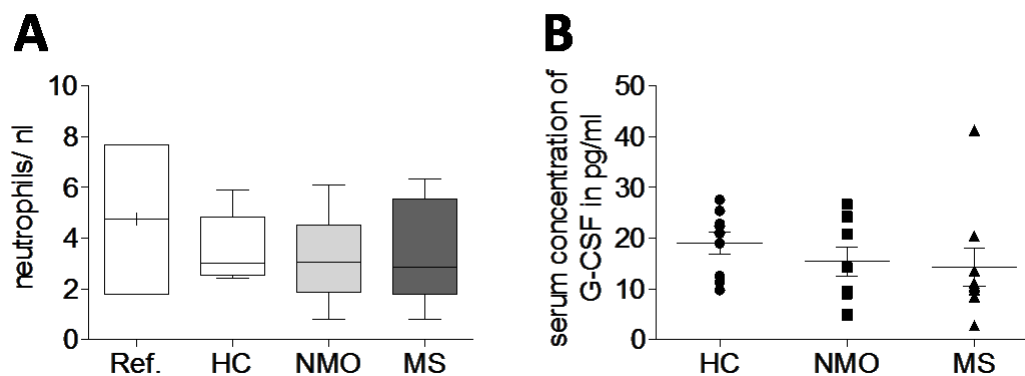 A
neutrophils/ nl
10
8
6
4
2
0
Ref. HC NMO MS
B
serum concentration of
G-CSF in pg/ml
50
40
30
20
10
0
HC NMO MS